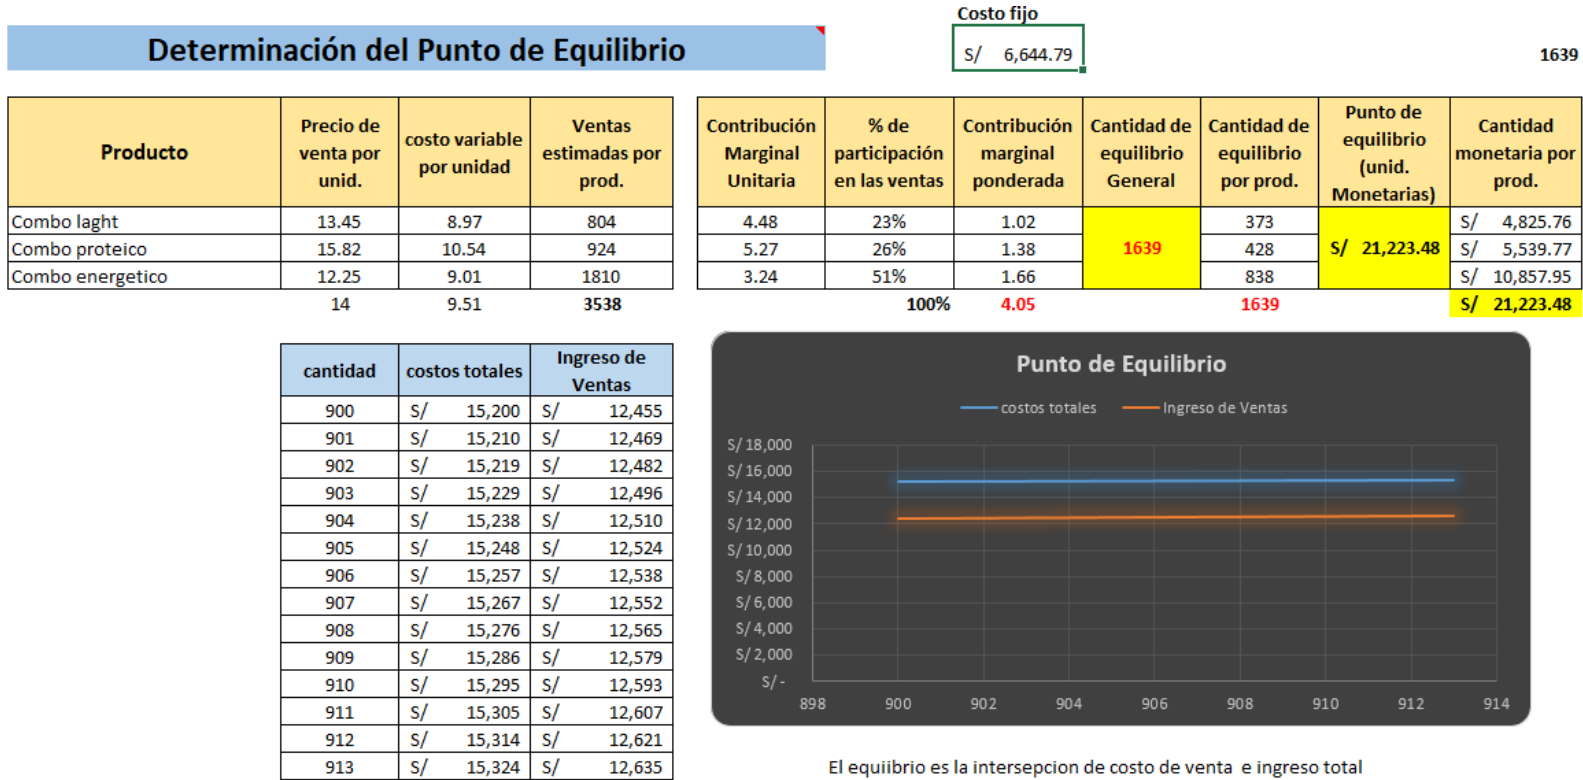 Costo fijo
Determinación del Punto de Equilibrio
S/ 6,644.79
1639
Producto
Precio de venta por unid.
costo variable por unidad
Ventas estimadas por prod.
Contribución Marginal Unitaria
% de participación en las ventas
Contribución marginal ponderada
Cantidad de equilibrio General
Cantidad de equilibrio por prod.
Punto de equilibrio (unid. Monetarias)
Cantidad monetaria por prod.
Combo laght 13.45 8.97 804 4.48 23% 1.02 373 S/ 4,825.76
Combo proteico 15.82 10.54 924 5.27 26% 1.38 1639 428 S/ 21,223.48 S/ 5,539.77
Combo energetico 12.25 9.01 1810 3.24 51% 1.66 838 S/ 10,857.95
14 9.51 3538 100% 4.05 1639 S/ 21,223.48
cantidad costos totales Ingreso de Ventas
900 S/ 15,200 S/ 12,455
901 S/ 15,210 S/ 12,469
902 S/ 15,219 S/ 12,482
903 S/ 15,229 S/ 12,496
904 S/ 15,238 S/ 12,510
905 S/ 15,248 S/ 12,524
906 S/ 15,257 S/ 12,538
907 S/ 15,267 S/ 12,552
908 S/ 15,276 S/ 12,565
909 S/ 15,286 S/ 12,579
910 S/ 15,295 S/ 12,593
911 S/ 15,305 S/ 12,607
912 S/ 15,314 S/ 12,621
913 S/ 15,324 S/ 12,635
Punto de Equilibrio
costos totales Ingreso de Ventas
S/ 18,000
S/ 16,000
S/ 14,000
S/ 12,000
S/ 10,000
S/ 8,000
S/ 6,000
S/ 4,000
S/ 2,000
S/ -
898 900 902 904 906 908 910 912 914
El equiibrio es la intersepcion de costo de venta e ingreso total